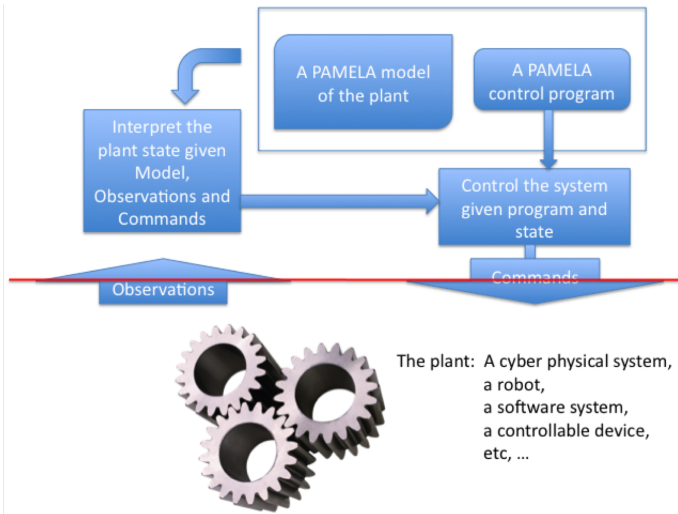 A PAMELA model
of the plant
A PAMELA
control program
Interpret the
plant state given
Model,
Observations and
Commands
Control the system
given program and
state
Commands
Observations
The plant: A cyber physical system,
a robot,
a software system,
a controllable device,
etc, ...